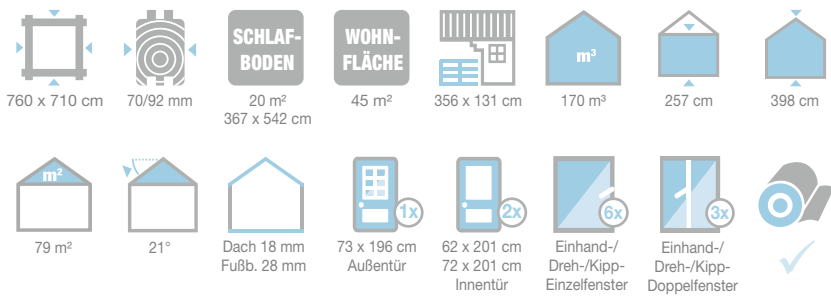 SCHLAF-
BODEN
WOHN-
FLÄCHE
m³
760 x 710 cm
70/92 mm
20 m²
367 x 542 cm
45 m²
356 x 131 cm
170 m³
257 cm
398 cm
m²
1x
2x
6x
3x
79 m²
21°
Dach 18 mm
Fußb. 28 mm
73 x 196 cm
Außentür
62 x 201 cm
72 x 201 cm
Innentür
Einhand-/
Dreh-/Kipp-
Einzelfenster
Einhand-/
Dreh-/Kipp-
Doppelfenster